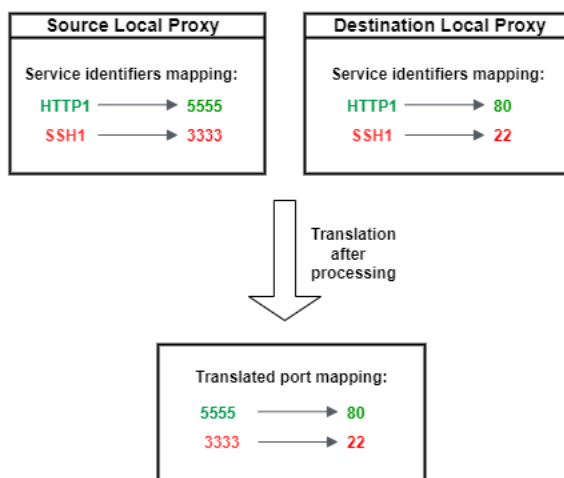 Source Local Proxy
Service identifiers mapping:
HTTP1 5555
SSH1 3333
Destination Local Proxy
Service identifiers mapping:
HTTP1 80
SSH1 22
Translation
after
processing
Translated port mapping:
5555 80
3333 22